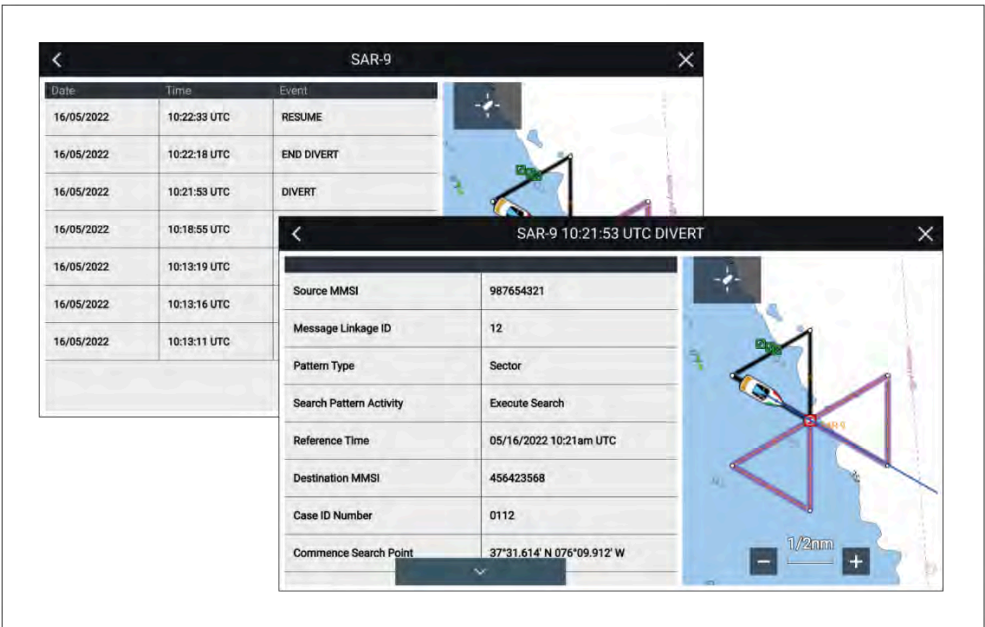 SAR-9
Date Time Event
16/05/2022 10:22:33 UTC RESUME
16/05/2022 10:22:18 UTC END DIVERT
16/05/2022 10:21:53 UTC DIVERT
16/05/2022 10:18:55 UTC
16/05/2022 10:13:19 UTC
16/05/2022 10:13:16 UTC
16/05/2022 10:13:11 UTC
SAR-9 10:21:53 UTC DIVERT
Source MMSI 987654321
Message Linkage ID 12
Pattern Type Sector
Search Pattern Activity Execute Search
Reference Time 05/16/2022 10:21am UTC
Destination MMSI 456423568
Case ID Number 0112
Commence Search Point 37°31.614' N 076°09.912' W
SAR-9
1/2nm